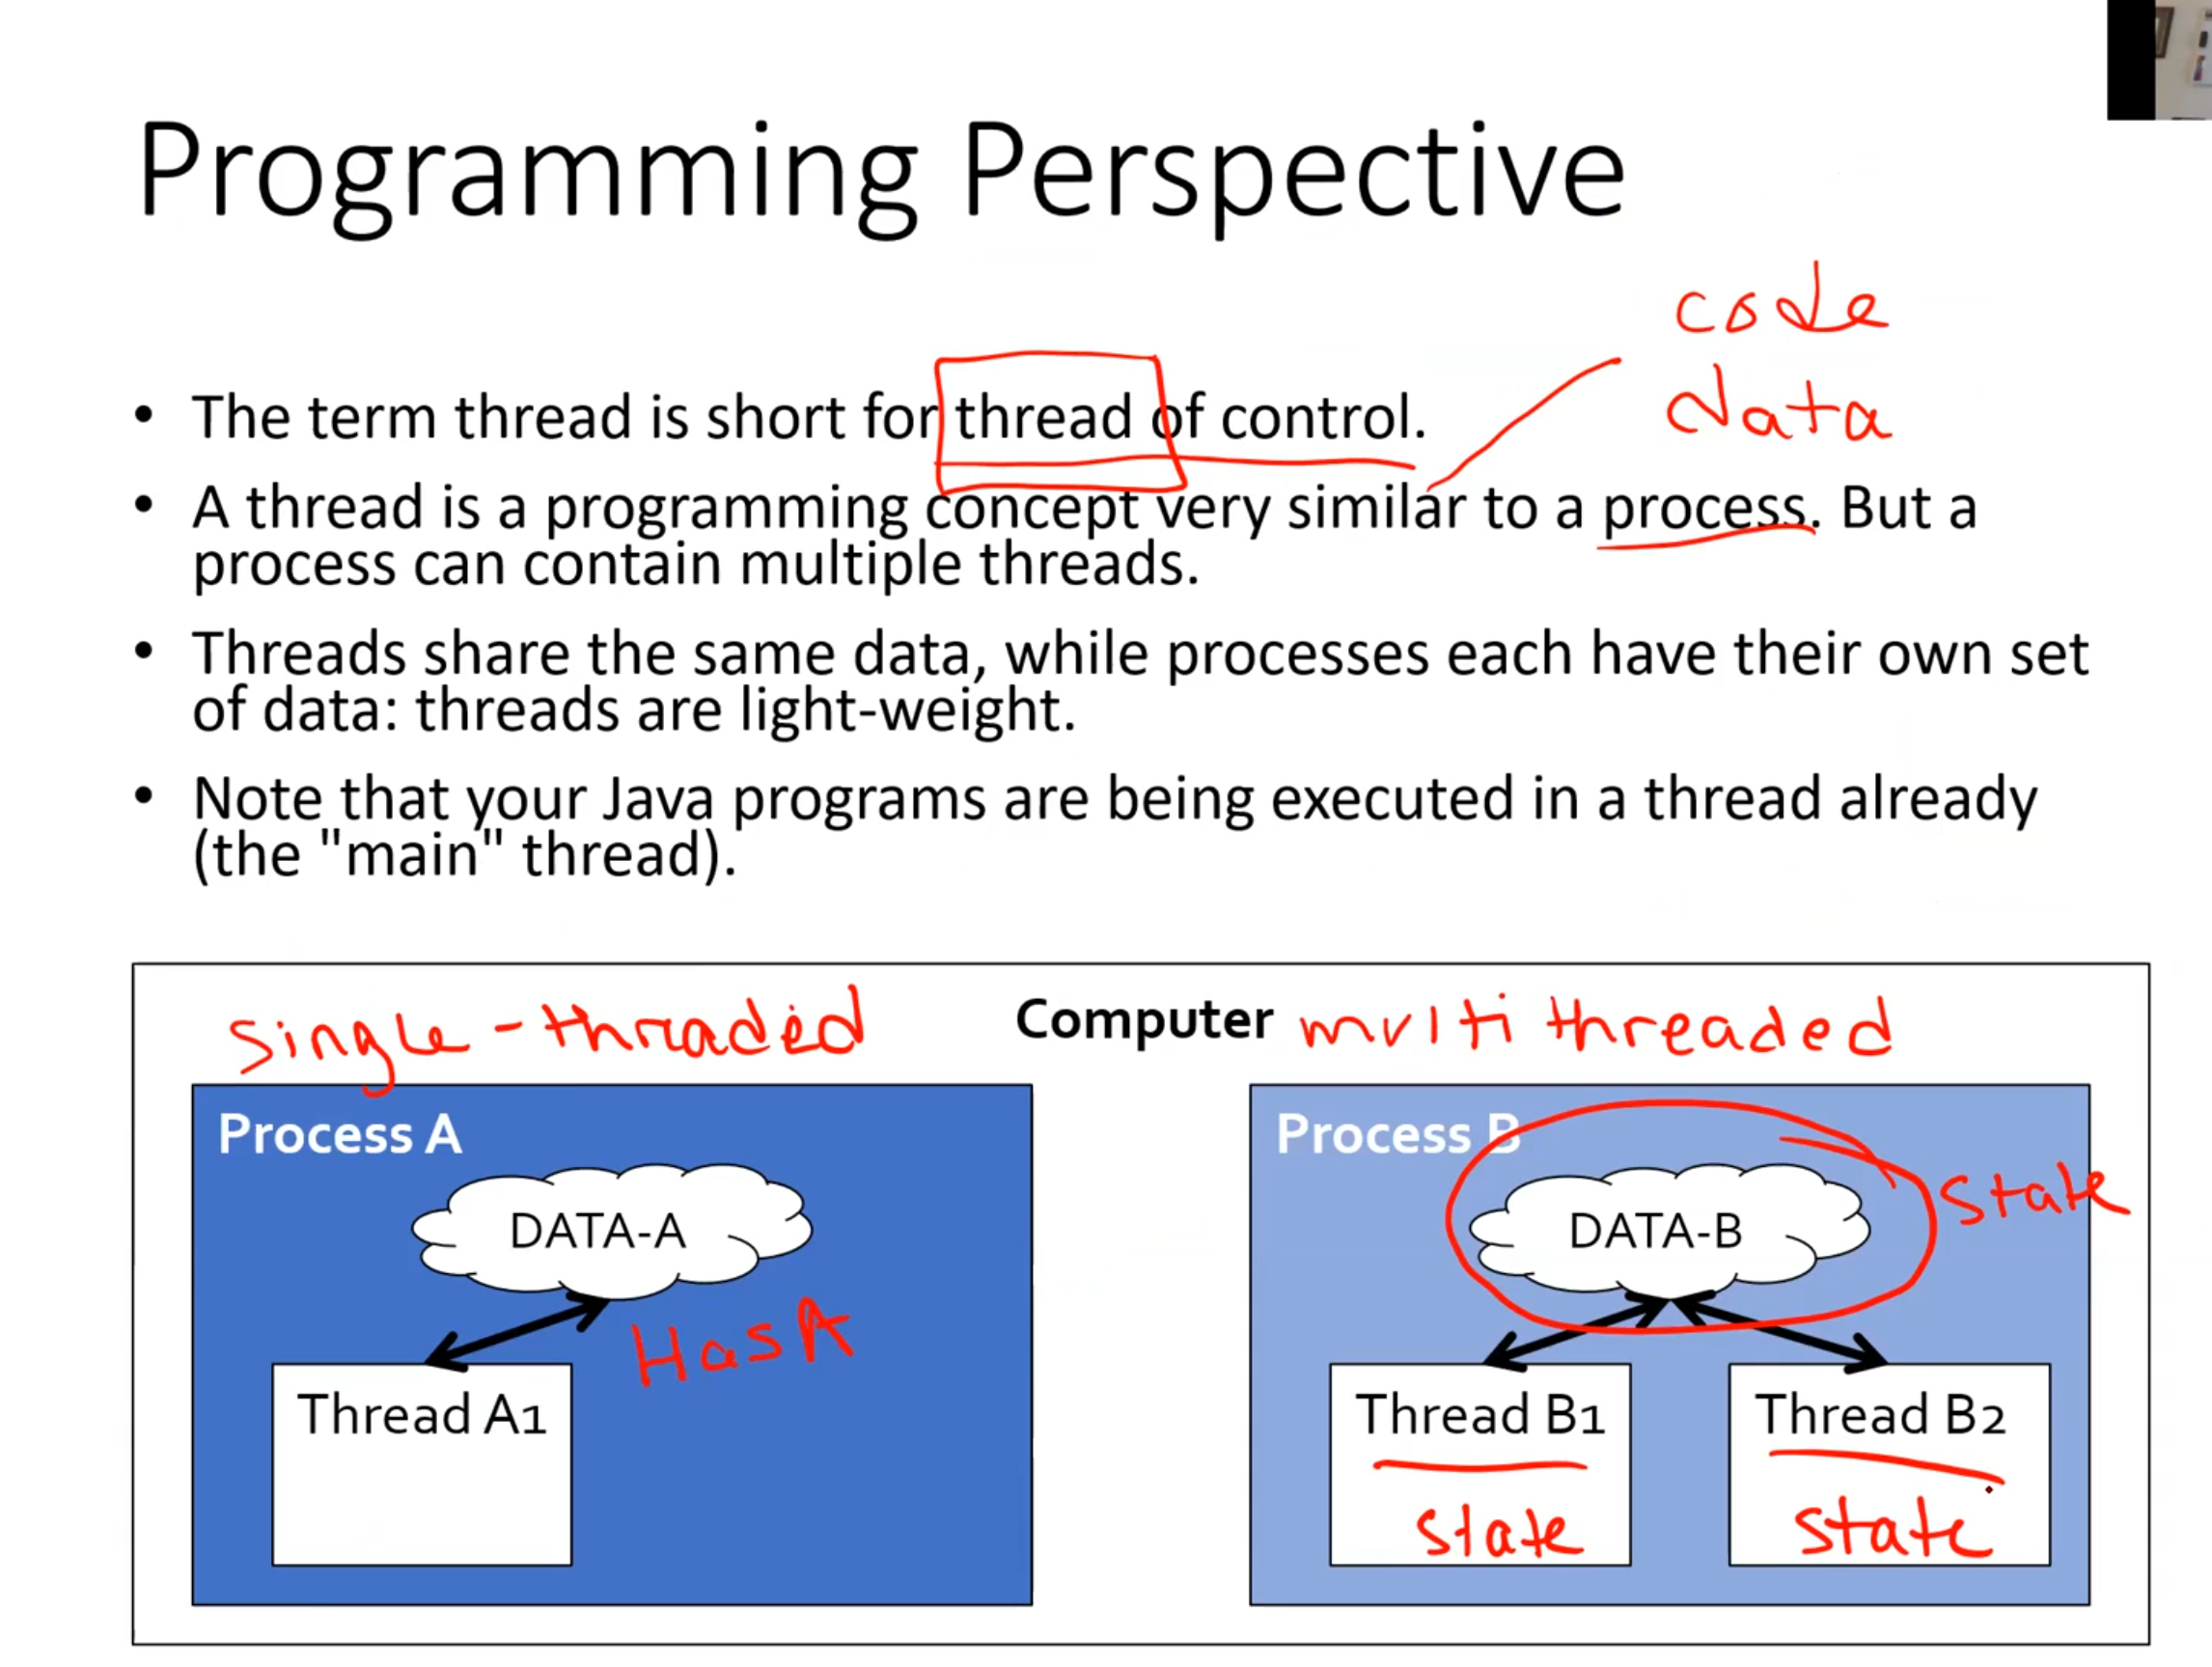 Programming Perspective
code
data
• The term thread is short for thread of control.
• A thread is a programming concept very similar to a process. But a
process can contain multiple threads.
• Threads share the same data, while processes each have their own set
of data: threads are light-weight.
• Note that your Java programs are being executed in a thread already
(the "main" thread).
single-threaded
Computer
multi threaded
Process A
DATA-A
HasA
Thread A1
Process B
DATA-B
state
Thread B1
state
Thread B2
state